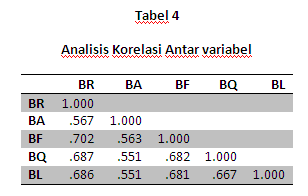 Tabel 4
Analisis Korelasi Antar variabel
BR BA BF BQ BL
BR 1.000
BA .567 1.000
BF .702 .563 1.000
BQ .687 .551 .682 1.000
BL .686 .551 .681 .667 1.000